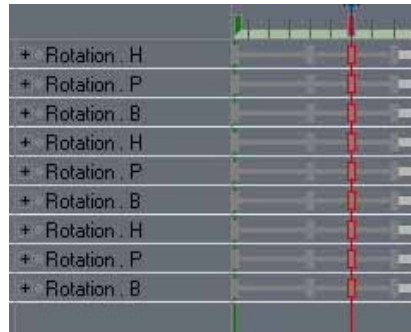 + Rotation . H
+ Rotation . P
+ Rotation . B
+ Rotation . H
+ Rotation . P
+ Rotation . B
+ Rotation . H
+ Rotation . P
+ Rotation . B